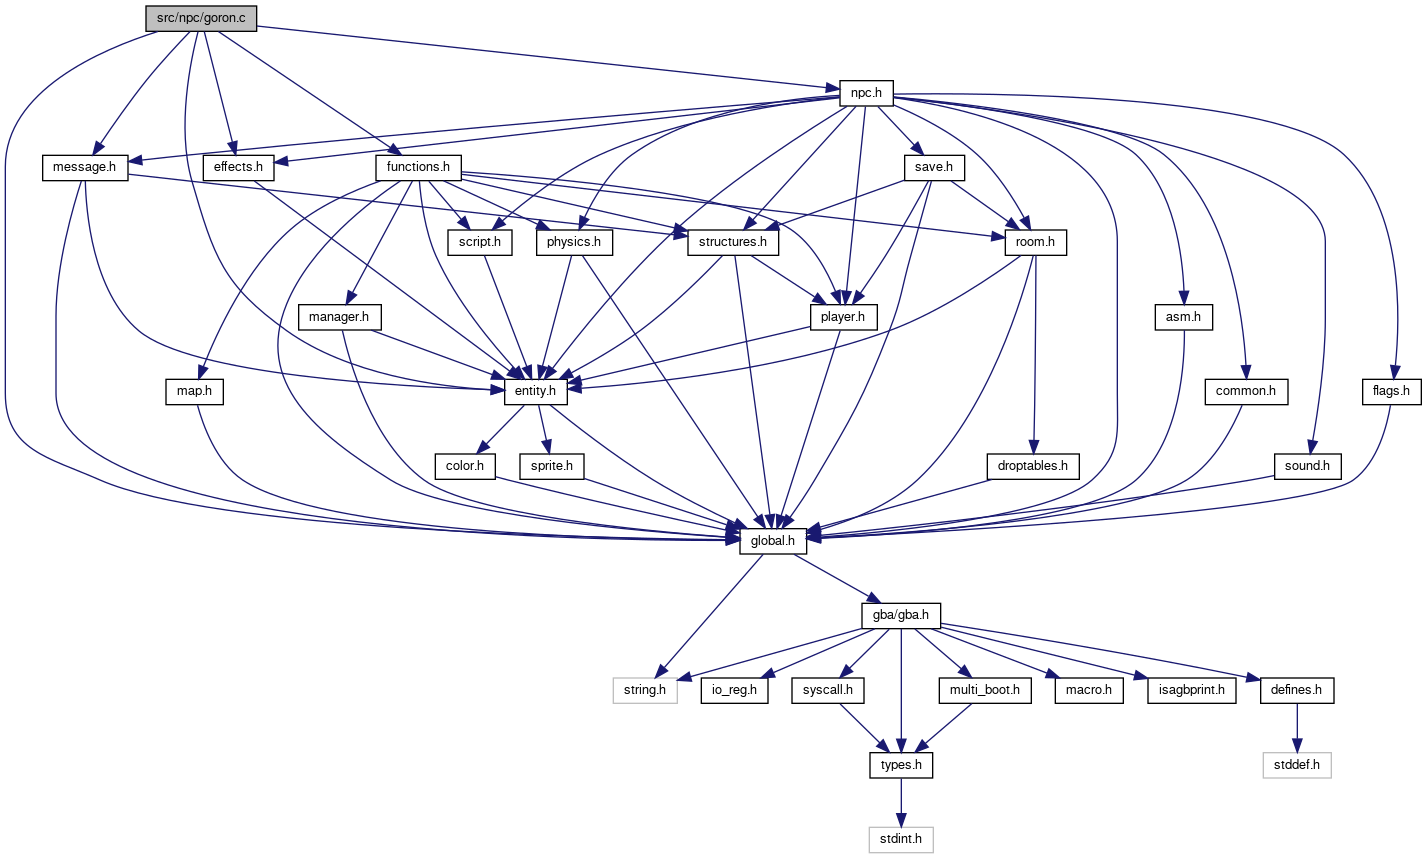 src/npc/goron.c
npc.h
message.h
effects.h
functions.h
save.h
script.h
physics.h
structures.h
room.h
manager.h
player.h
asm.h
map.h
entity.h
common.h
flags.h
color.h
sprite.h
droptables.h
sound.h
global.h
gba/gba.h
string.h
io_reg.h
syscall.h
multi_boot.h
macro.h
isagbprint.h
defines.h
types.h
stddef.h
stdint.h